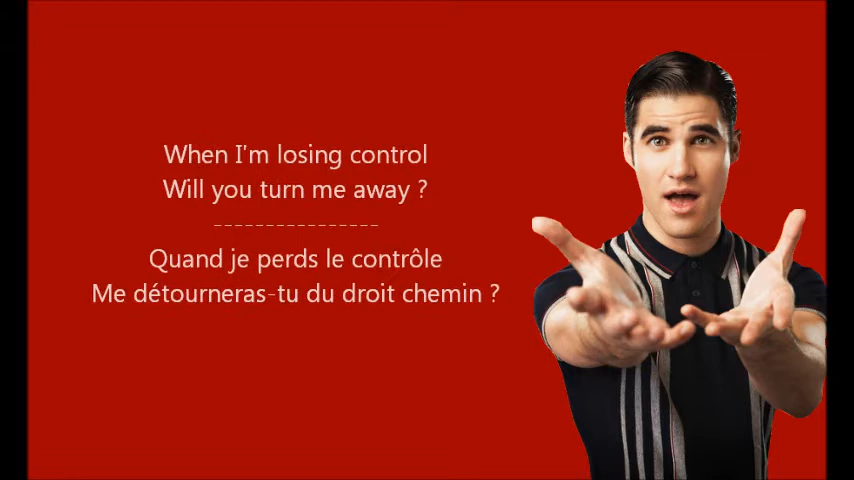 When I'm losing control
Will you turn me away ?
----------------
Quand je perds le contrôle
Me détourneras-tu du droit chemin ?